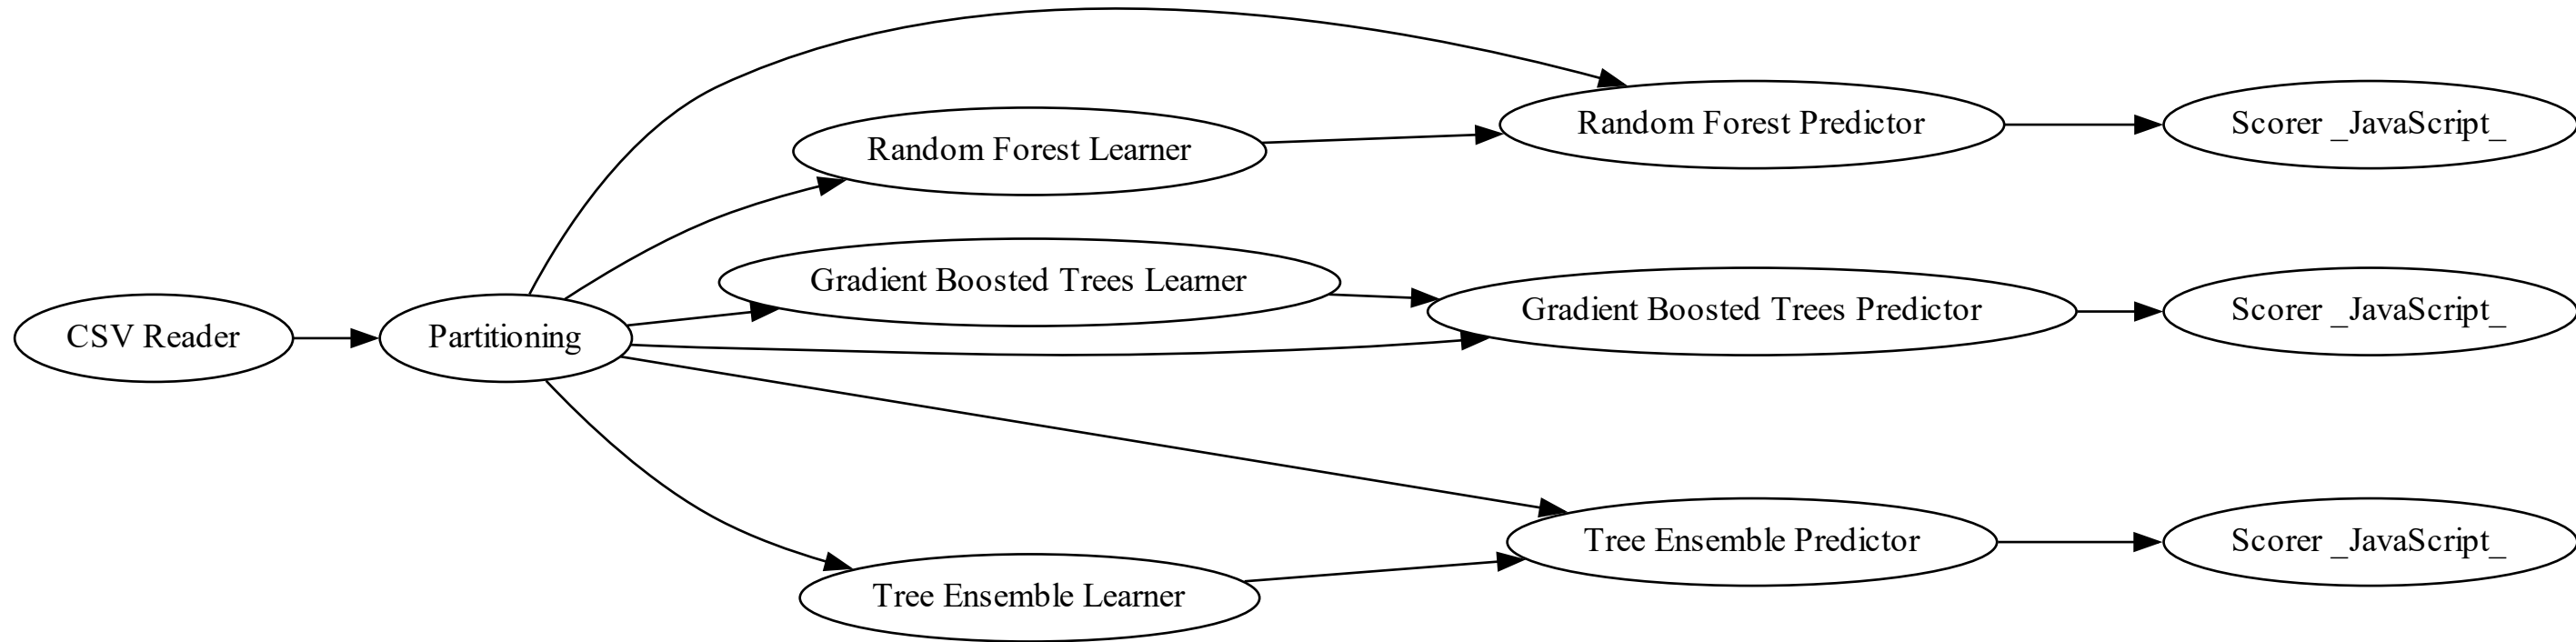 Random Forest Predictor
Scorer _JavaScript_
Random Forest Learner
Gradient Boosted Trees Learner
Gradient Boosted Trees Predictor
Scorer _JavaScript_
CSV Reader
Partitioning
Tree Ensemble Predictor
Scorer _JavaScript_
Tree Ensemble Learner